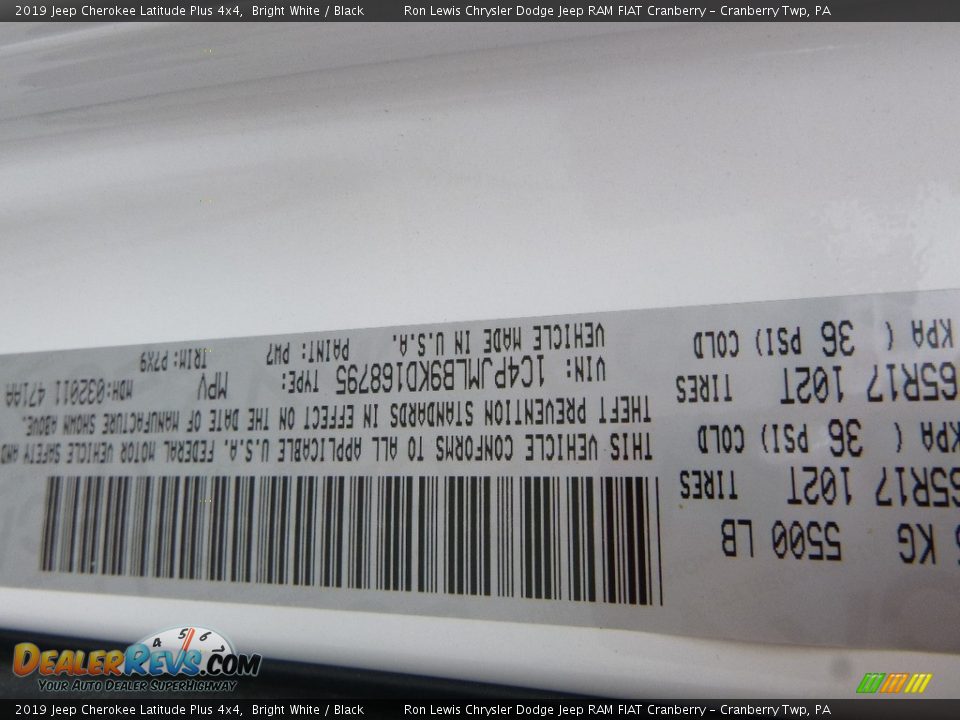 2019 Jeep Cherokee Latitude Plus 4x4, Bright White / Black Ron Lewis Chrysler Dodge Jeep RAM FIAT Cranberry - Cranberry Twp, PA
KG 5500 LB
65R17 102T TIRES
KPA ( 36 PSI) COLD
65R17 102T TIRES
KPA ( 36 PSI) COLD
THIS VEHICLE CONFORMS TO ALL APPLICABLE U.S.A. FEDERAL MOTOR VEHICLE SAFETY AND
THEFT PREVENTION STANDARDS IN EFFECT ON THE DATE OF MANUFACTURE SHOWN ABOVE.
VIN: 1C4PJMLB9KD168795 TYPE: MPV MDH:032011 471AA
VEHICLE MADE IN U.S.A. PAINT: PW7 TRIM: P7X9
4 5 6 7
DealerRevs.com
Your Auto Dealer SuperHighway
2019 Jeep Cherokee Latitude Plus 4x4, Bright White / Black Ron Lewis Chrysler Dodge Jeep RAM FIAT Cranberry - Cranberry Twp, PA